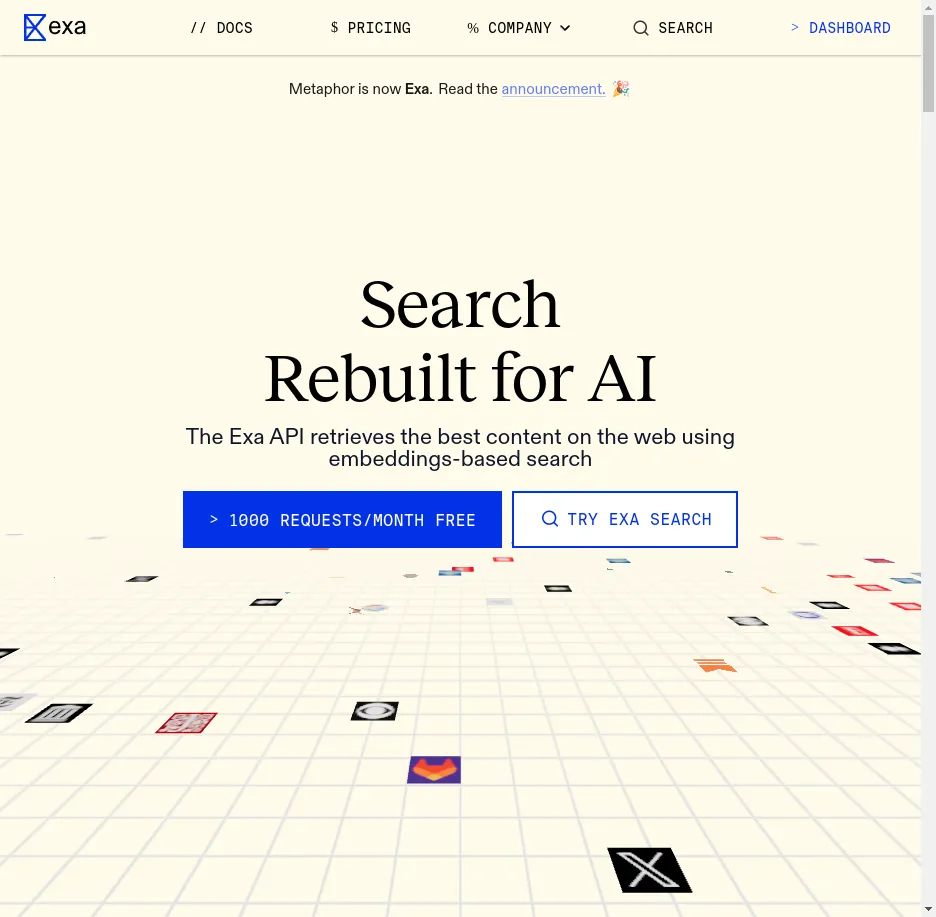 exa
// DOCS
$ PRICING
% COMPANY
SEARCH
> DASHBOARD
Metaphor is now Exa. Read the announcement. 🎉
Search
Rebuilt for AI
The Exa API retrieves the best content on the web using
embeddings-based search
> 1000 REQUESTS/MONTH FREE
TRY EXA SEARCH